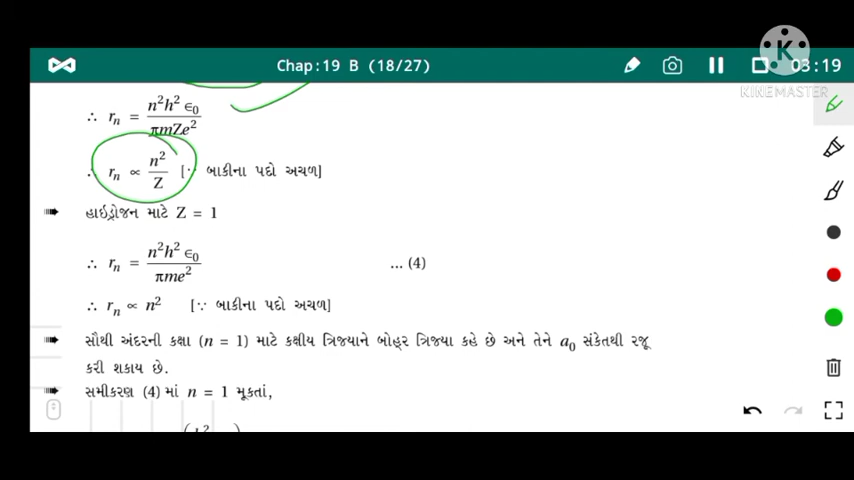 Chap:19 B (18/27)
03:19
KINEMASTER
∴ rₙ = n²h² ∈₀ / πmZe²
∴ rₙ ∝ n² / Z [∵ બાકીના પદો અચળ]
➠ હાઇડ્રોજન માટે Z = 1
∴ rₙ = n²h² ∈₀ / πme² ... (4)
∴ rₙ ∝ n² [∵ બાકીના પદો અચળ]
➠ સૌથી અંદરની કક્ષા (n = 1) માટે કક્ષીય ત્રિજ્યાને બોહ્ર ત્રિજ્યા કહે છે અને તેને a₀ સંકેતથી રજૂ
કરી શકાય છે.
➠ સમીકરણ (4) માં n = 1 મૂકતાં,